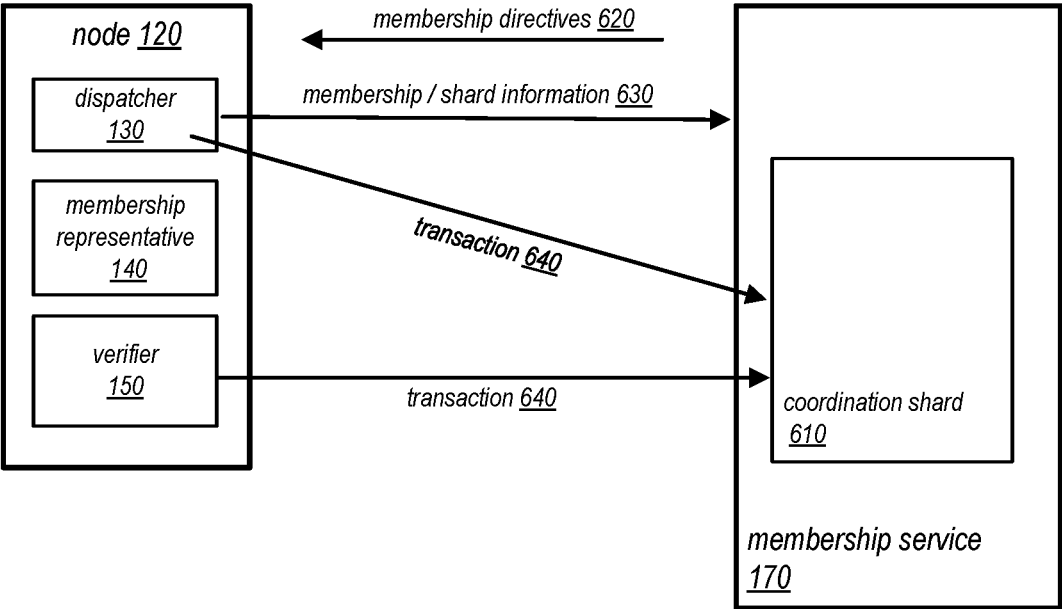 node 120
dispatcher
130
membership
representative
140
verifier
150
membership directives 620
membership / shard information 630
transaction 640
transaction 640
coordination shard
610
membership service
170